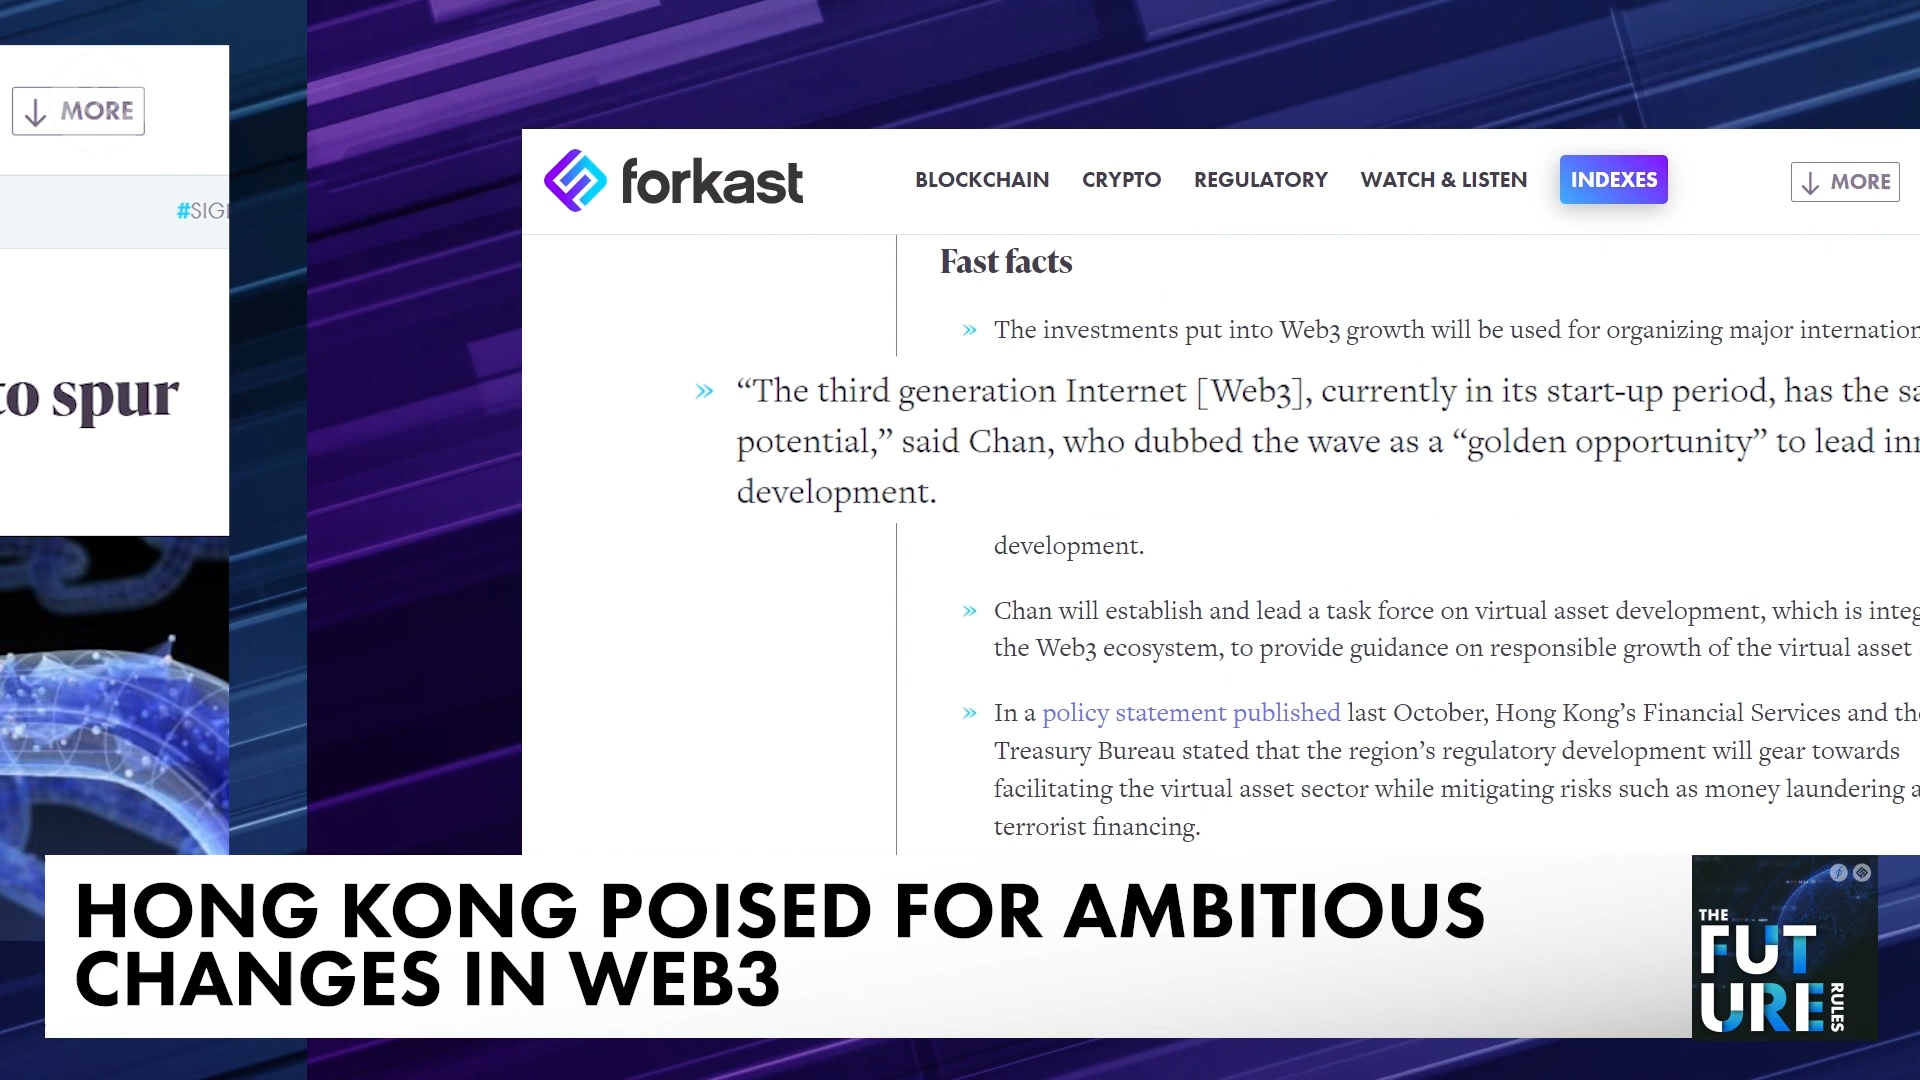 MORE
to spur
forkast
BLOCKCHAIN CRYPTO REGULATORY WATCH & LISTEN INDEXES MORE
Fast facts
» The investments put into Web3 growth will be used for organizing major
» “The third generation Internet [Web3], currently in its start-up period, has the
potential,” said Chan, who dubbed the wave as a “golden opportunity” to lead
development.
development.
» Chan will establish and lead a task force on virtual asset development, which is
the Web3 ecosystem, to provide guidance on responsible growth of the virtual asset
» In a policy statement published last October, Hong Kong’s Financial Services and
Treasury Bureau stated that the region’s regulatory development will gear towards
facilitating the virtual asset sector while mitigating risks such as money laundering
terrorist financing.
HONG KONG POISED FOR AMBITIOUS
CHANGES IN WEB3
THE
FUT
URE
RULES